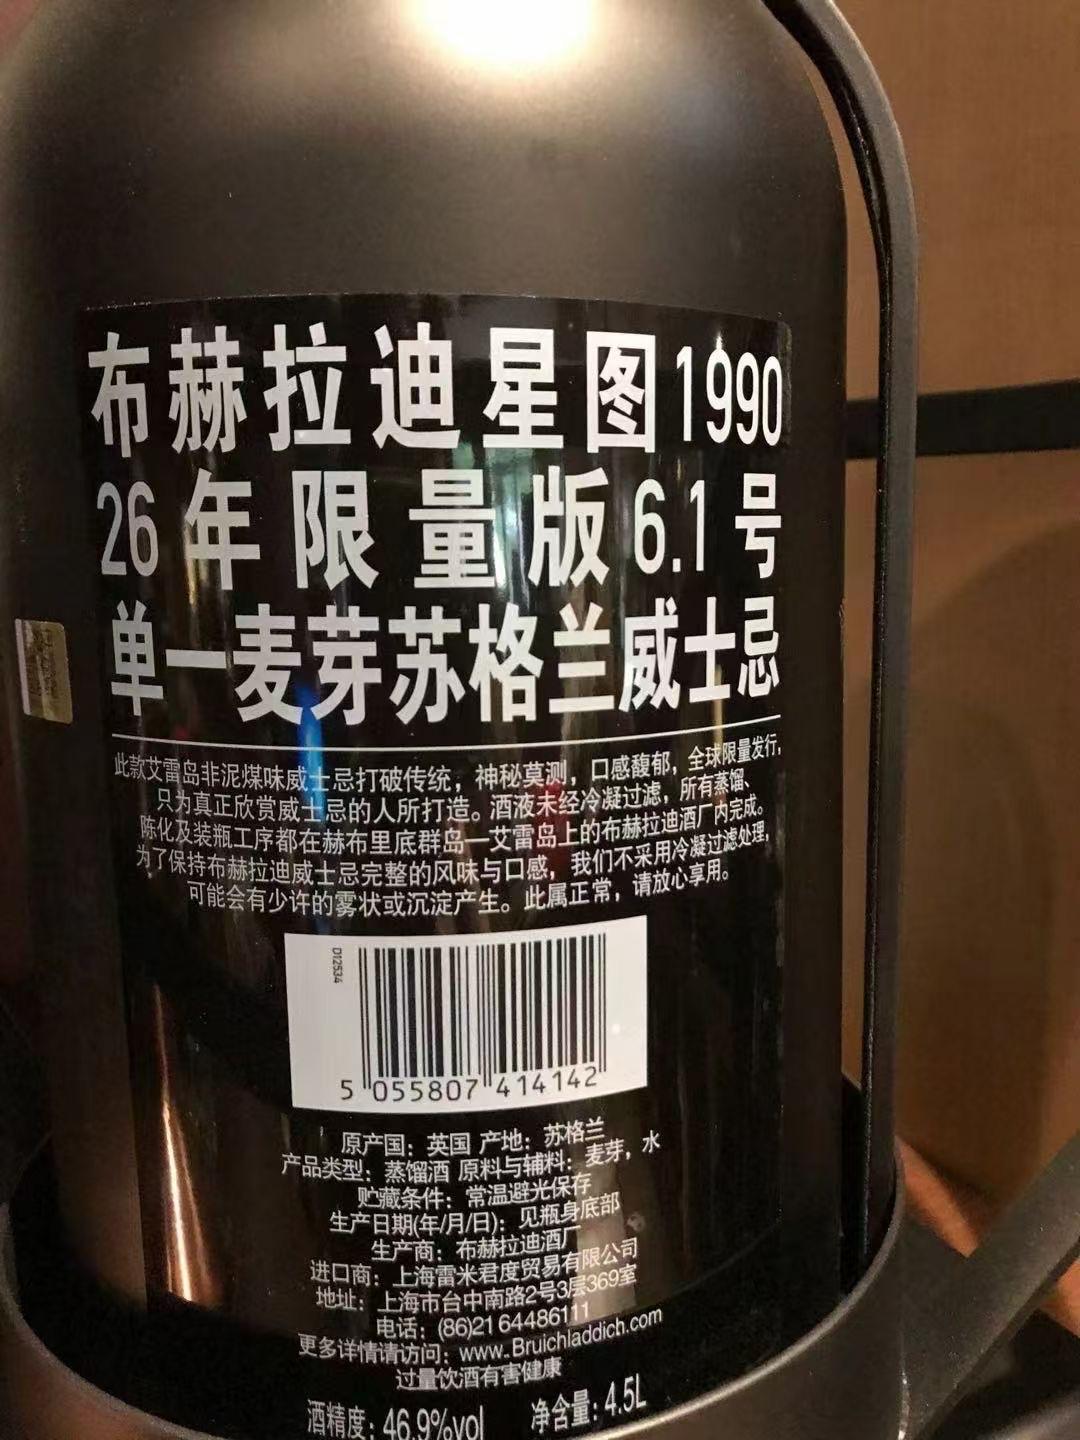 布赫拉迪星图1990
26年限量版6.1号
单一麦芽苏格兰威士忌
此款艾雷岛非泥煤味威士忌打破传统，神秘莫测，口感馥郁，全球限量发行，
只为真正欣赏威士忌的人所打造。酒液未经冷凝过滤，所有蒸馏、
陈化及装瓶工序都在赫布里底群岛—艾雷岛上的布赫拉迪酒厂内完成。
为了保持布赫拉迪威士忌完整的风味与口感，我们不采用冷凝过滤处理，
可能会有少许的雾状或沉淀产生。此属正常，请放心享用。
D12534
5 055807 414142
原产国：英国 产地：苏格兰
产品类型：蒸馏酒 原料与辅料：麦芽，水
贮藏条件：常温避光保存
生产日期(年/月/日)：见瓶身底部
生产商：布赫拉迪酒厂
进口商：上海雷米君度贸易有限公司
地址：上海市台中南路2号3层369室
电话：(86)21 64486111
更多详情请访问：www.Bruichladdich.com
过量饮酒有害健康
酒精度：46.9%vol 净含量：4.5L